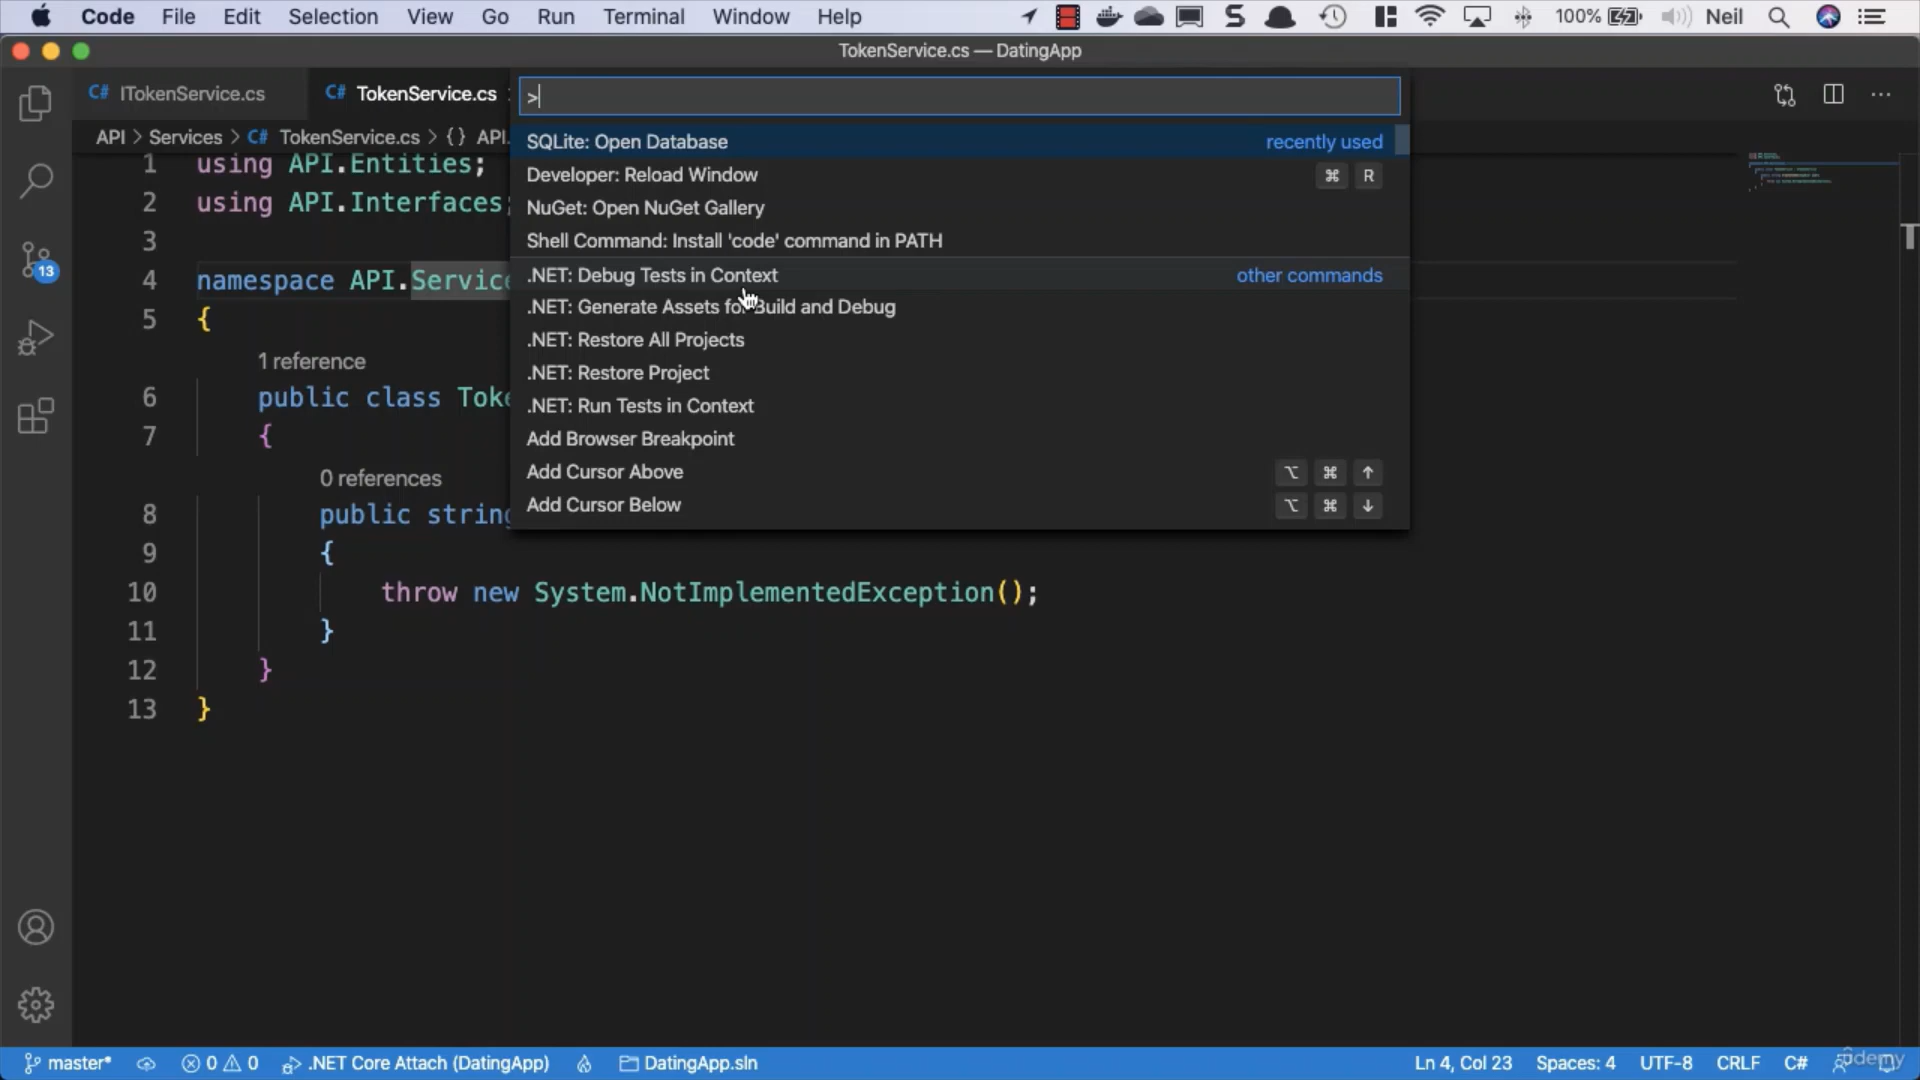 Code File Edit Selection View Go Run Terminal Window Help 100% Neil
TokenService.cs — DatingApp
C# ITokenService.cs C# TokenService.cs
>
API > Services > C# TokenService.cs > {} API.
SQLite: Open Database recently used
Developer: Reload Window ⌘ R
NuGet: Open NuGet Gallery
Shell Command: Install 'code' command in PATH
.NET: Debug Tests in Context other commands
.NET: Generate Assets for Build and Debug
.NET: Restore All Projects
.NET: Restore Project
.NET: Run Tests in Context
Add Browser Breakpoint
Add Cursor Above ⌥ ⌘ ↑
Add Cursor Below ⌥ ⌘ ↓
1 using API.Entities;
2 using API.Interfaces;
3
4 namespace API.Service
5 {
1 reference
6 public class Toke
7 {
0 references
8 public string
9 {
10 throw new System.NotImplementedException();
11 }
12 }
13 }
13
master* 0 0 .NET Core Attach (DatingApp) DatingApp.sln Ln 4, Col 23 Spaces: 4 UTF-8 CRLF C#
ûdemy